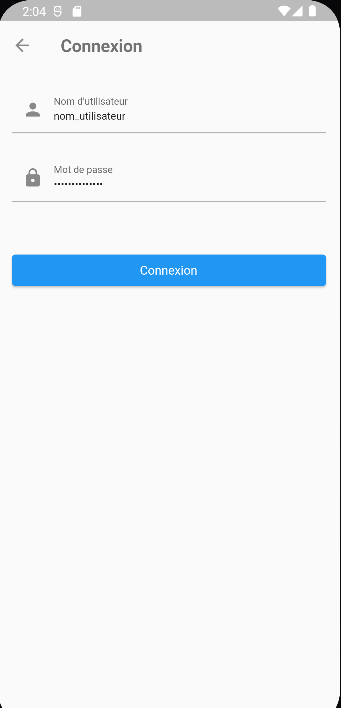 2:04
Connexion
Nom d'utilisateur
nom_utilisateur
Mot de passe
••••••••••••••
Connexion